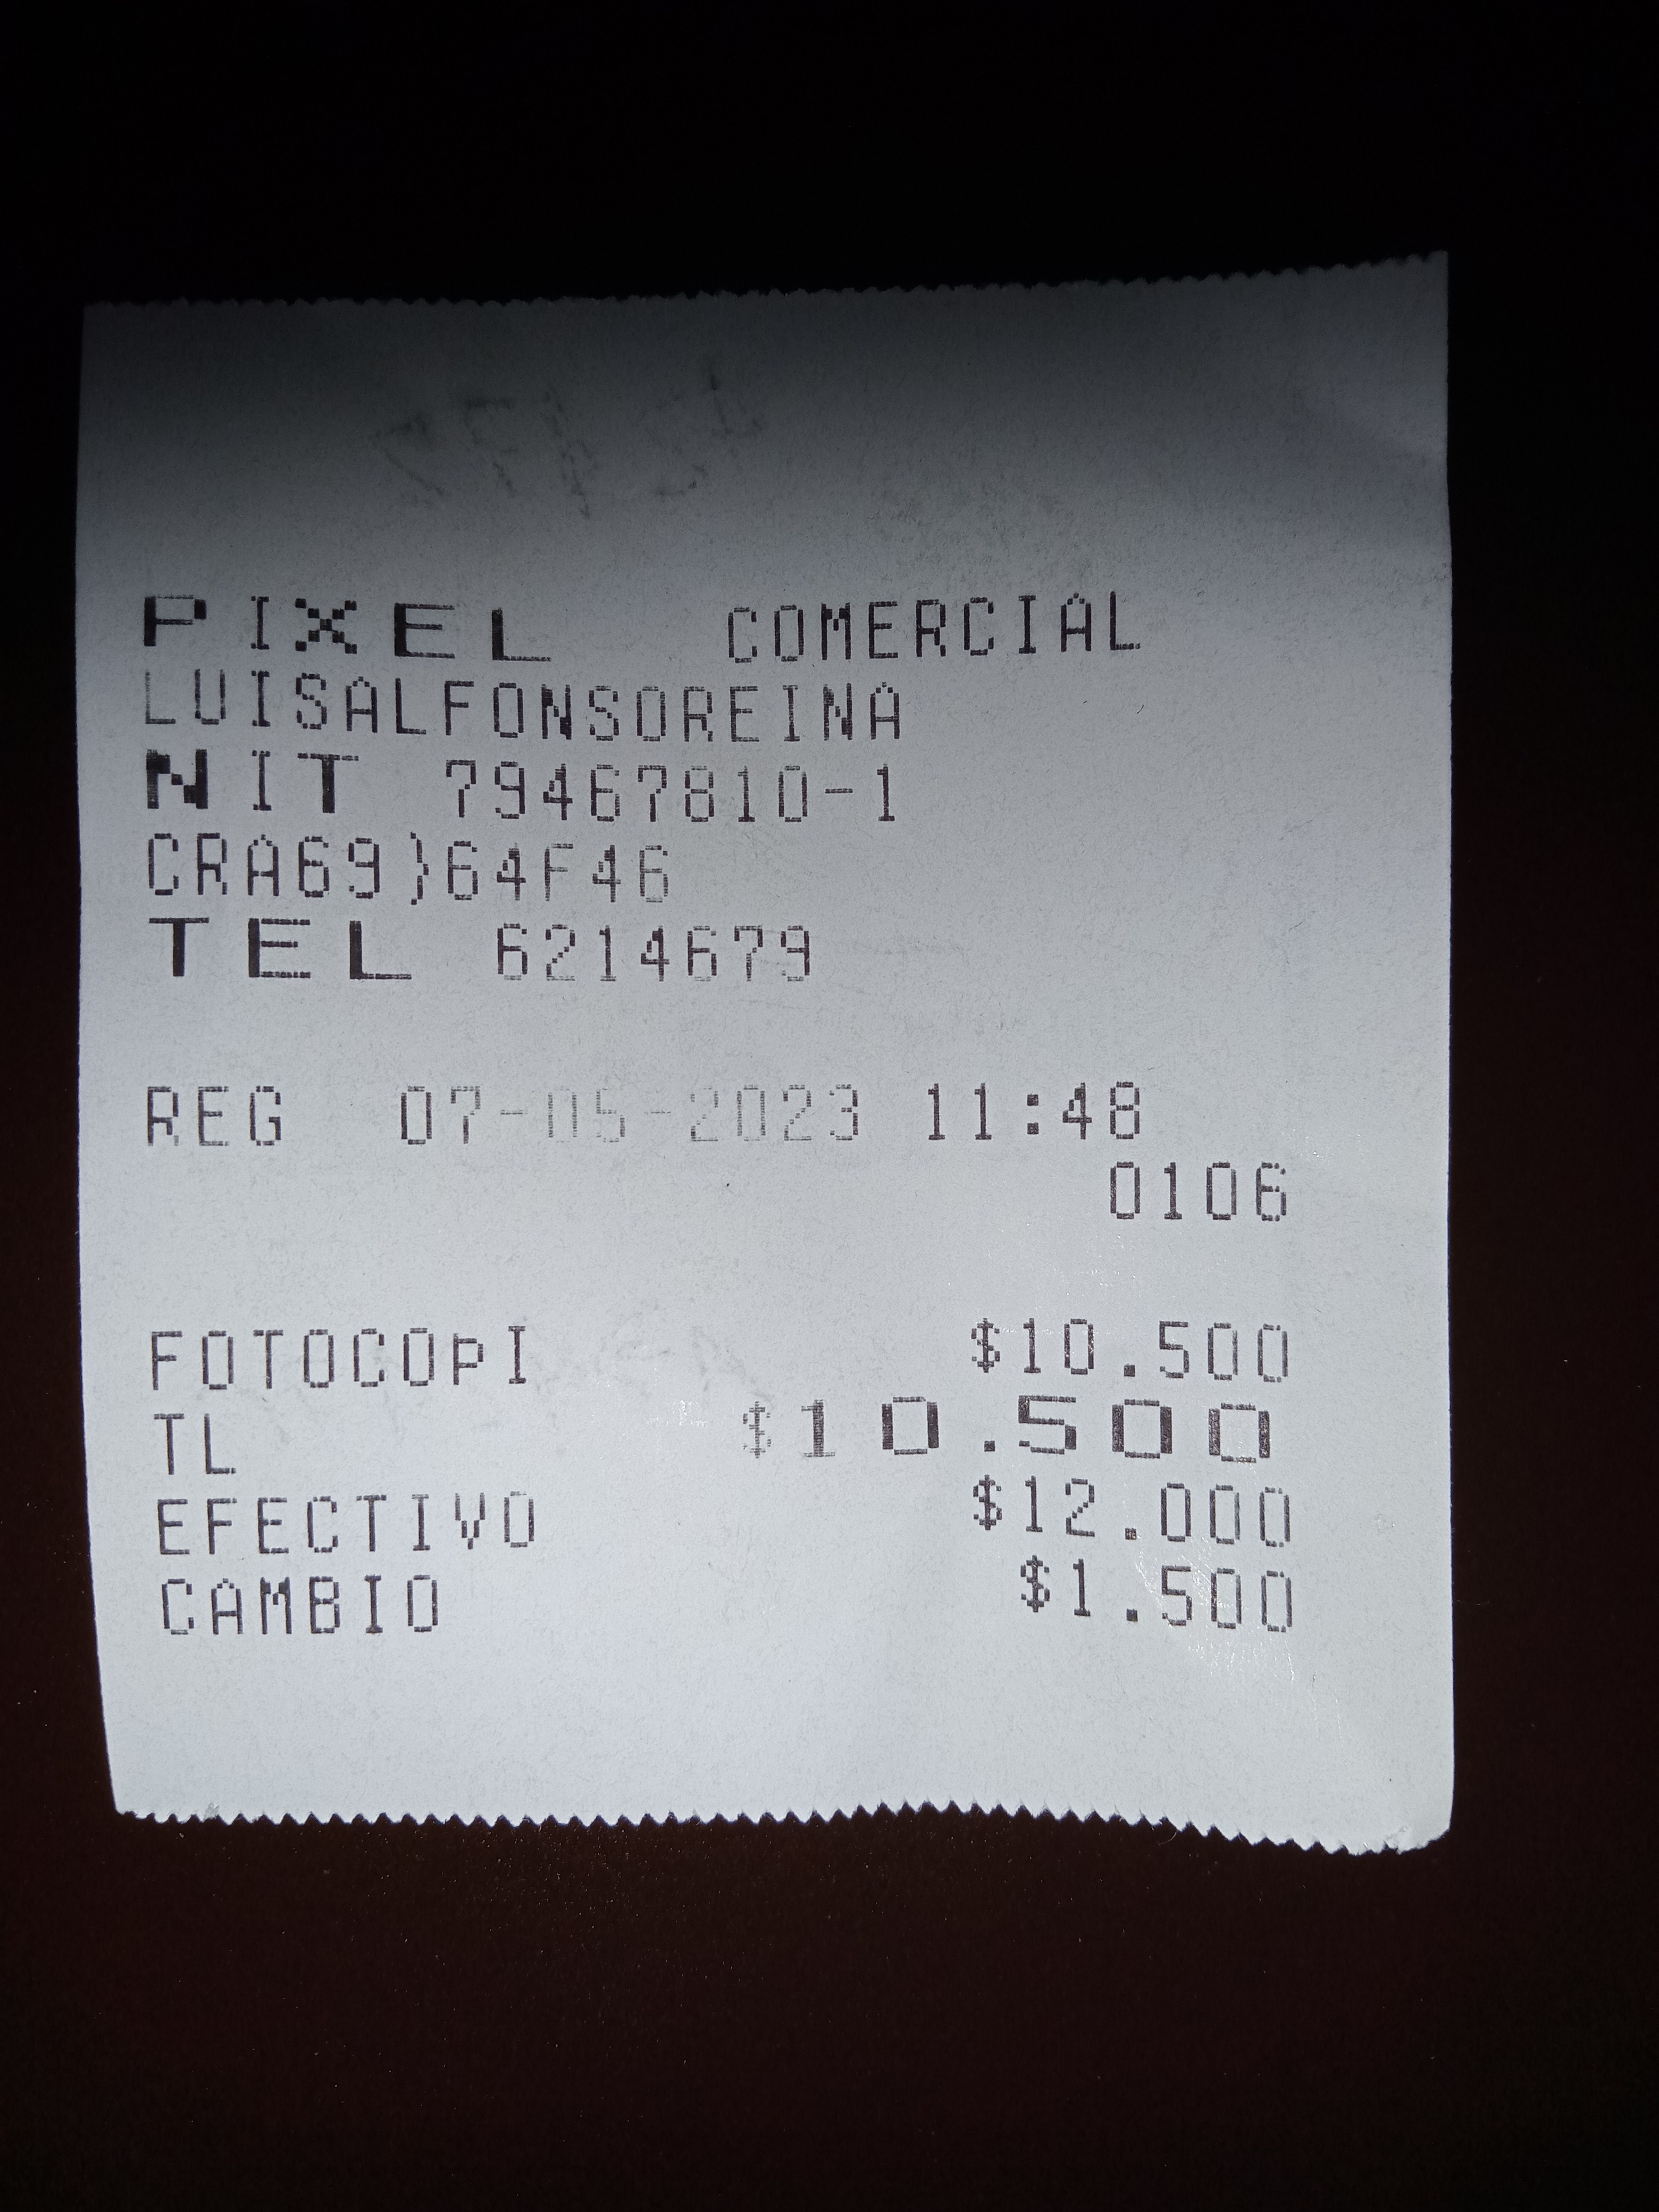 PIXEL COMERCIAL
LUISALFONSOREINA
NIT 79467810-1
CRA69}64F46
TEL 6214679
REG 07-05-2023 11:48
0106
FOTOCOPI $10.500
TL $10.500
EFECTIVO $12.000
CAMBIO $1.500